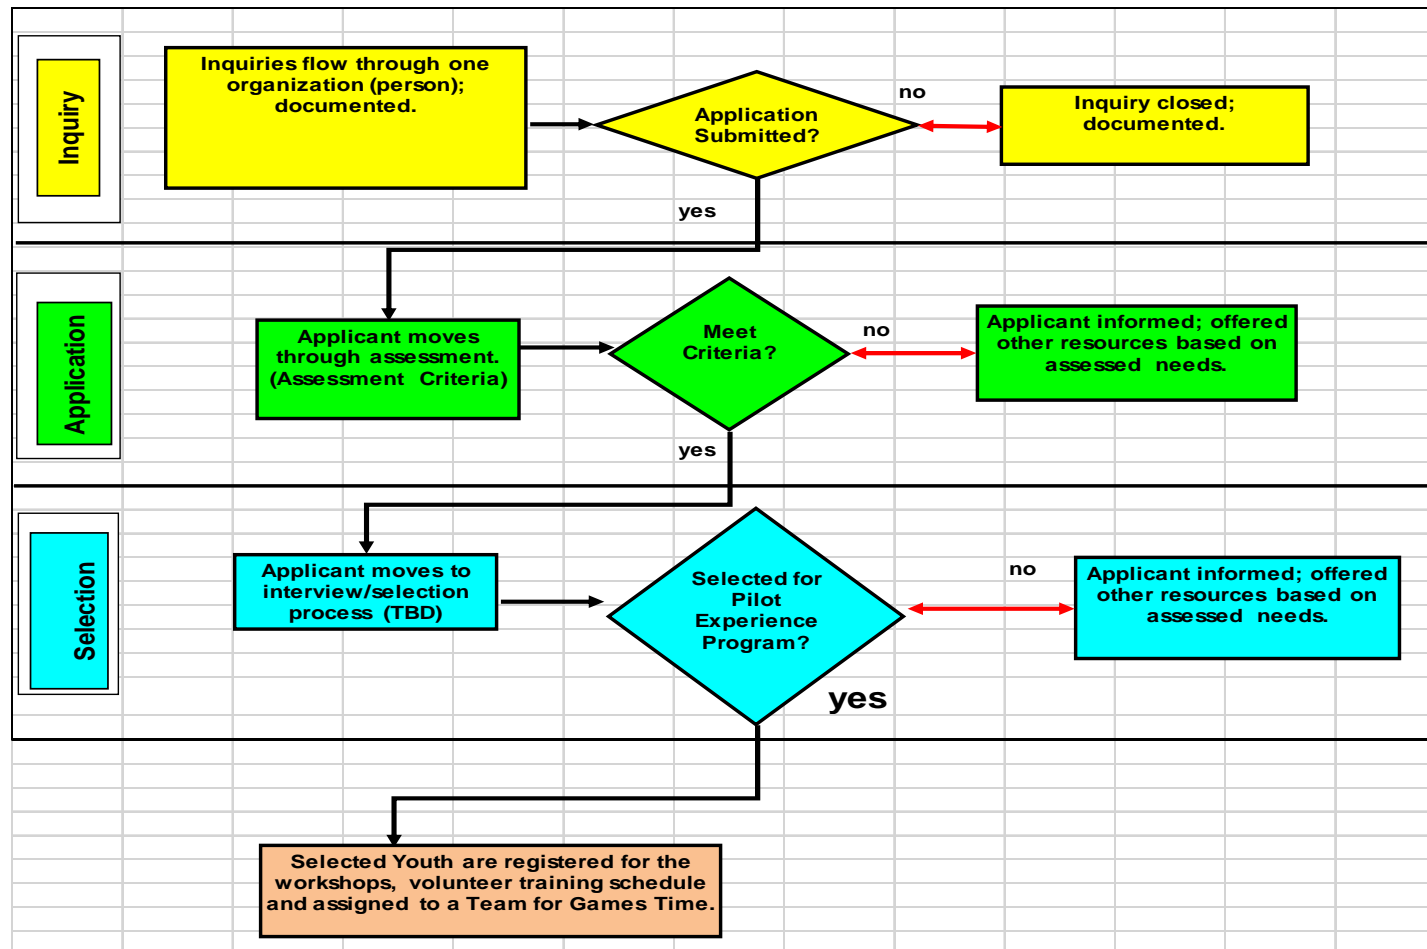 Inquiry
Inquiries flow through one
organization (person);
documented.
Application
Submitted?
no
Inquiry closed;
documented.
yes
Application
Applicant moves
through assessment.
(Assessment Criteria)
Meet
Criteria?
no
Applicant informed; offered
other resources based on
assessed needs.
yes
Selection
Applicant moves to
interview/selection
process (TBD)
Selected for
Pilot
Experience
Program?
no
Applicant informed; offered
other resources based on
assessed needs.
yes
Selected Youth are registered for the
workshops, volunteer training schedule
and assigned to a Team for Games Time.